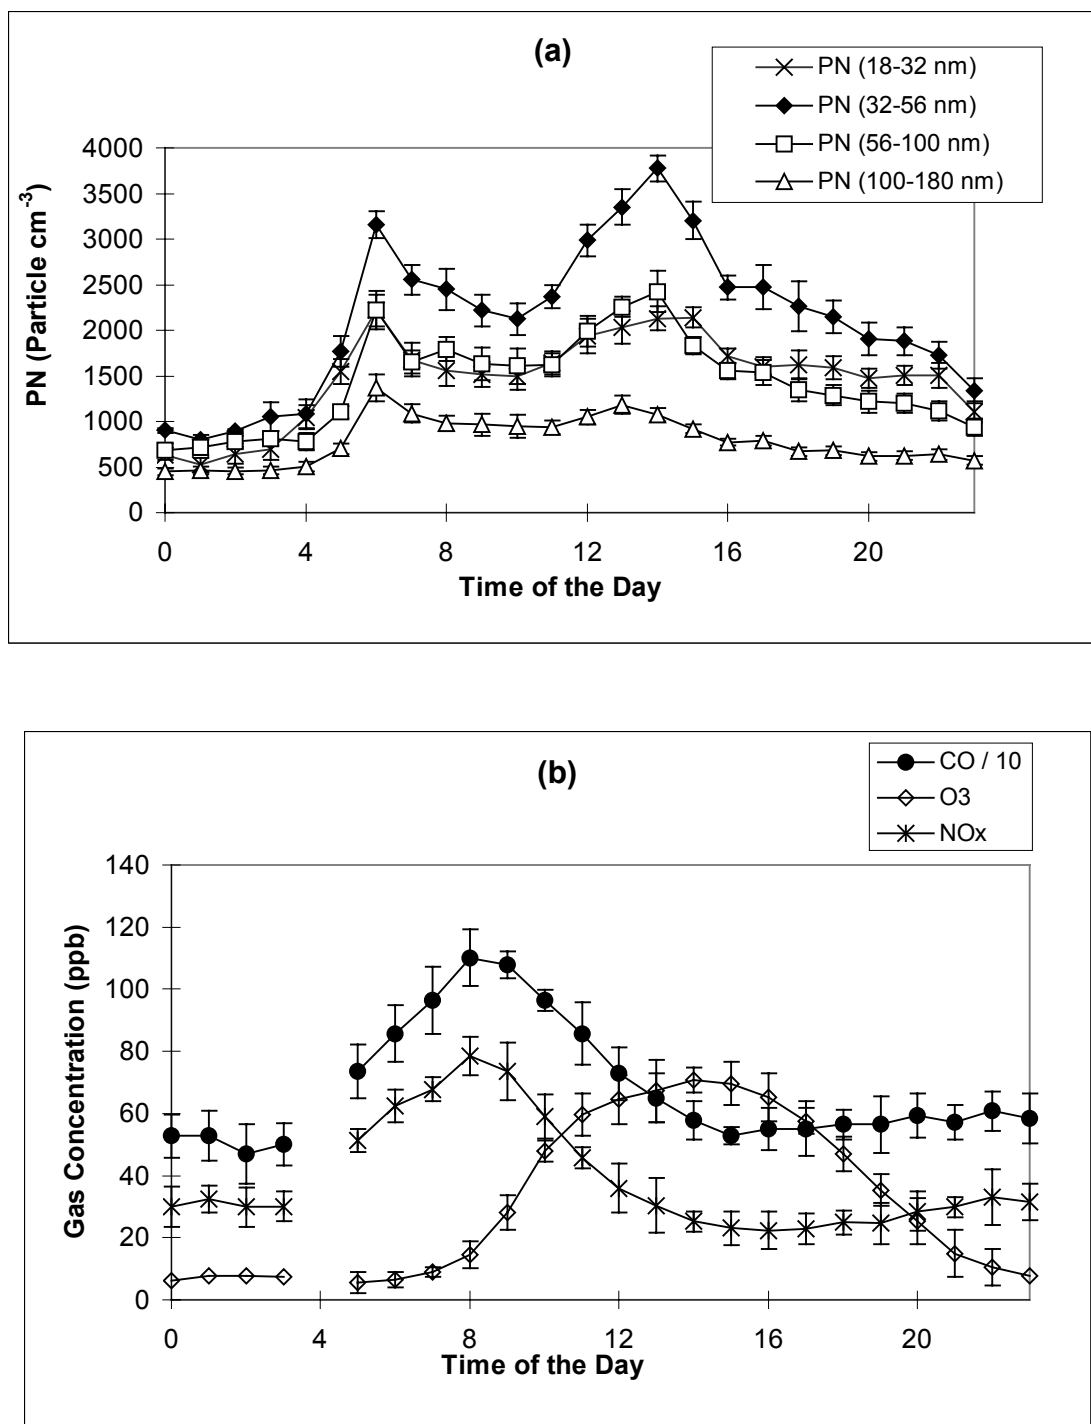 (a)
PN (18-32 nm)
PN (32-56 nm)
PN (56-100 nm)
PN (100-180 nm)
PN (Particle cm-3)
4000
3500
3000
2500
2000
1500
1000
500
0
0 4 8 12 16 20
Time of the Day
(b)
CO / 10
O3
NOx
Gas Concentration (ppb)
140
120
100
80
60
40
20
0
0 4 8 12 16 20
Time of the Day